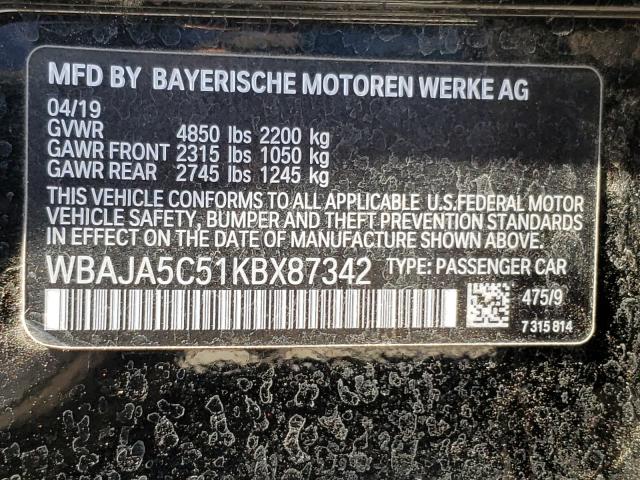 MFD BY BAYERISCHE MOTOREN WERKE AG
04/19
GVWR 4850 lbs 2200 kg
GAWR FRONT 2315 lbs 1050 kg
GAWR REAR 2745 lbs 1245 kg
THIS VEHICLE CONFORMS TO ALL APPLICABLE U.S.FEDERAL MOTOR
VEHICLE SAFETY, BUMPER AND THEFT PREVENTION STANDARDS
IN EFFECT ON THE DATE OF MANUFACTURE SHOWN ABOVE.
WBAJA5C51KBX87342 TYPE: PASSENGER CAR
475/9
7 315 814